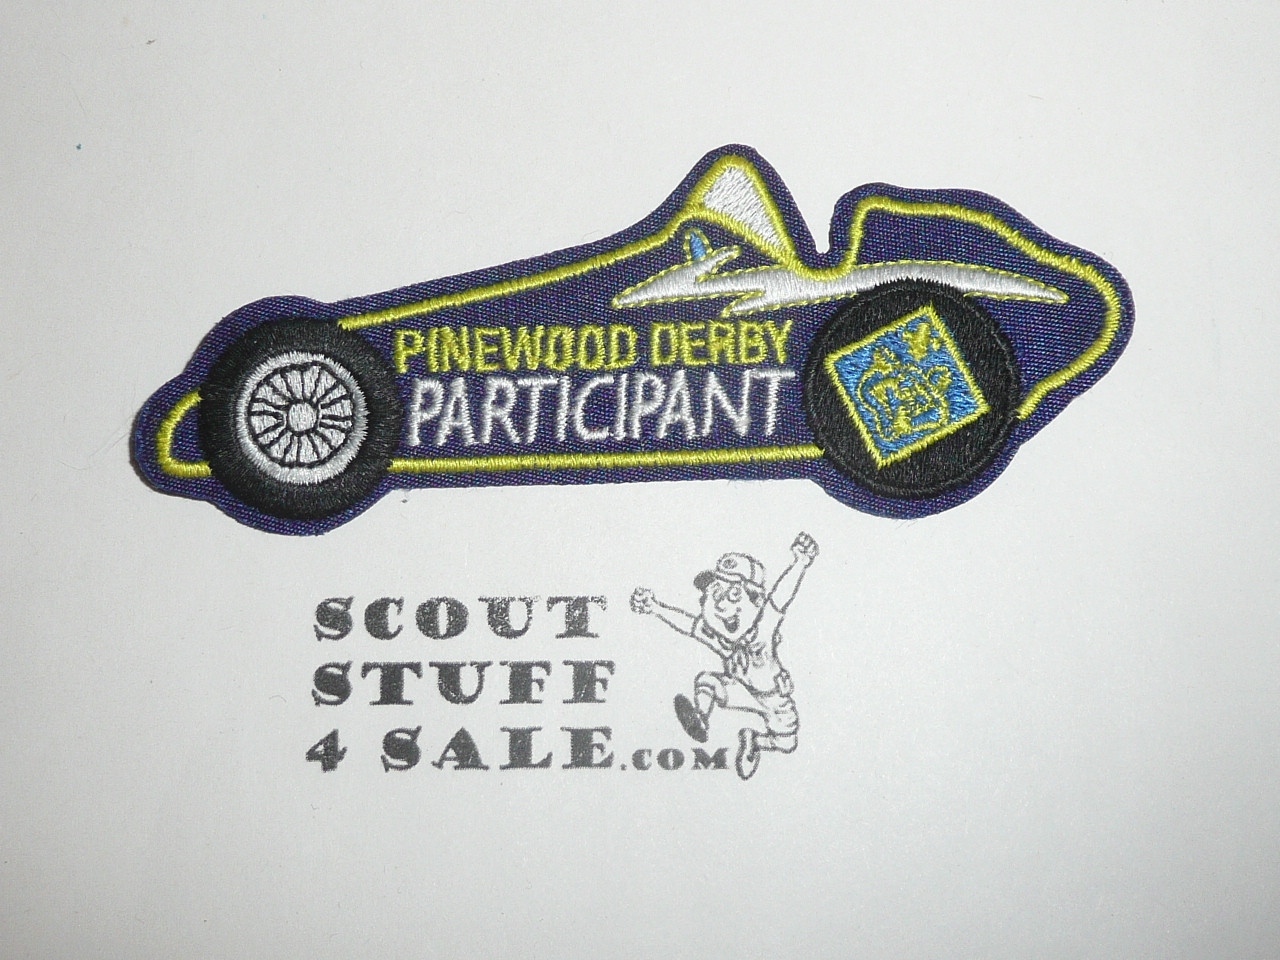 PINEWOOD DERBY
PARTICIPANT
SCOUT
STUFF
4 SALE.COM